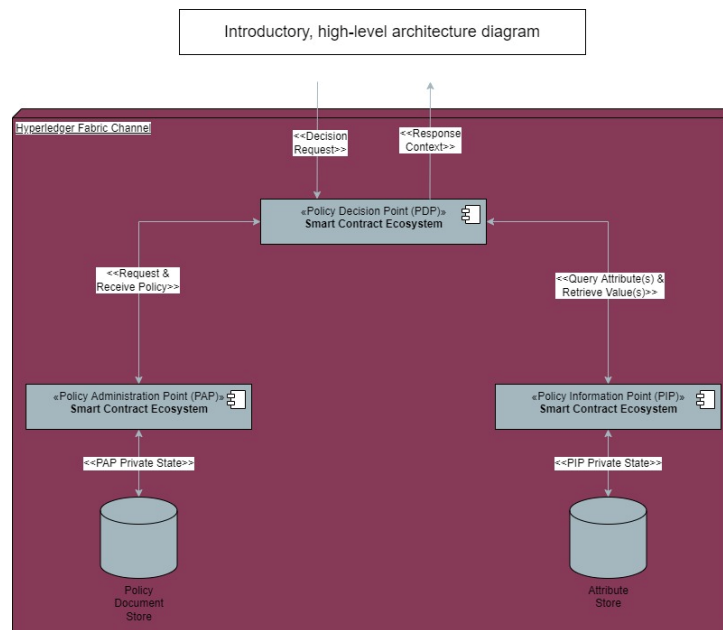 Introductory, high-level architecture diagram
Hyperledger Fabric Channel
<<Decision
Request>>
<<Response
Context>>
«Policy Decision Point (PDP)»
Smart Contract Ecosystem
<<Request &
Receive Policy>>
<<Query Attribute(s) &
Retrieve Value(s)>>
«Policy Administration Point (PAP)»
Smart Contract Ecosystem
«Policy Information Point (PIP)»
Smart Contract Ecosystem
<<PAP Private State>>
<<PIP Private State>>
Policy
Document
Store
Attribute
Store